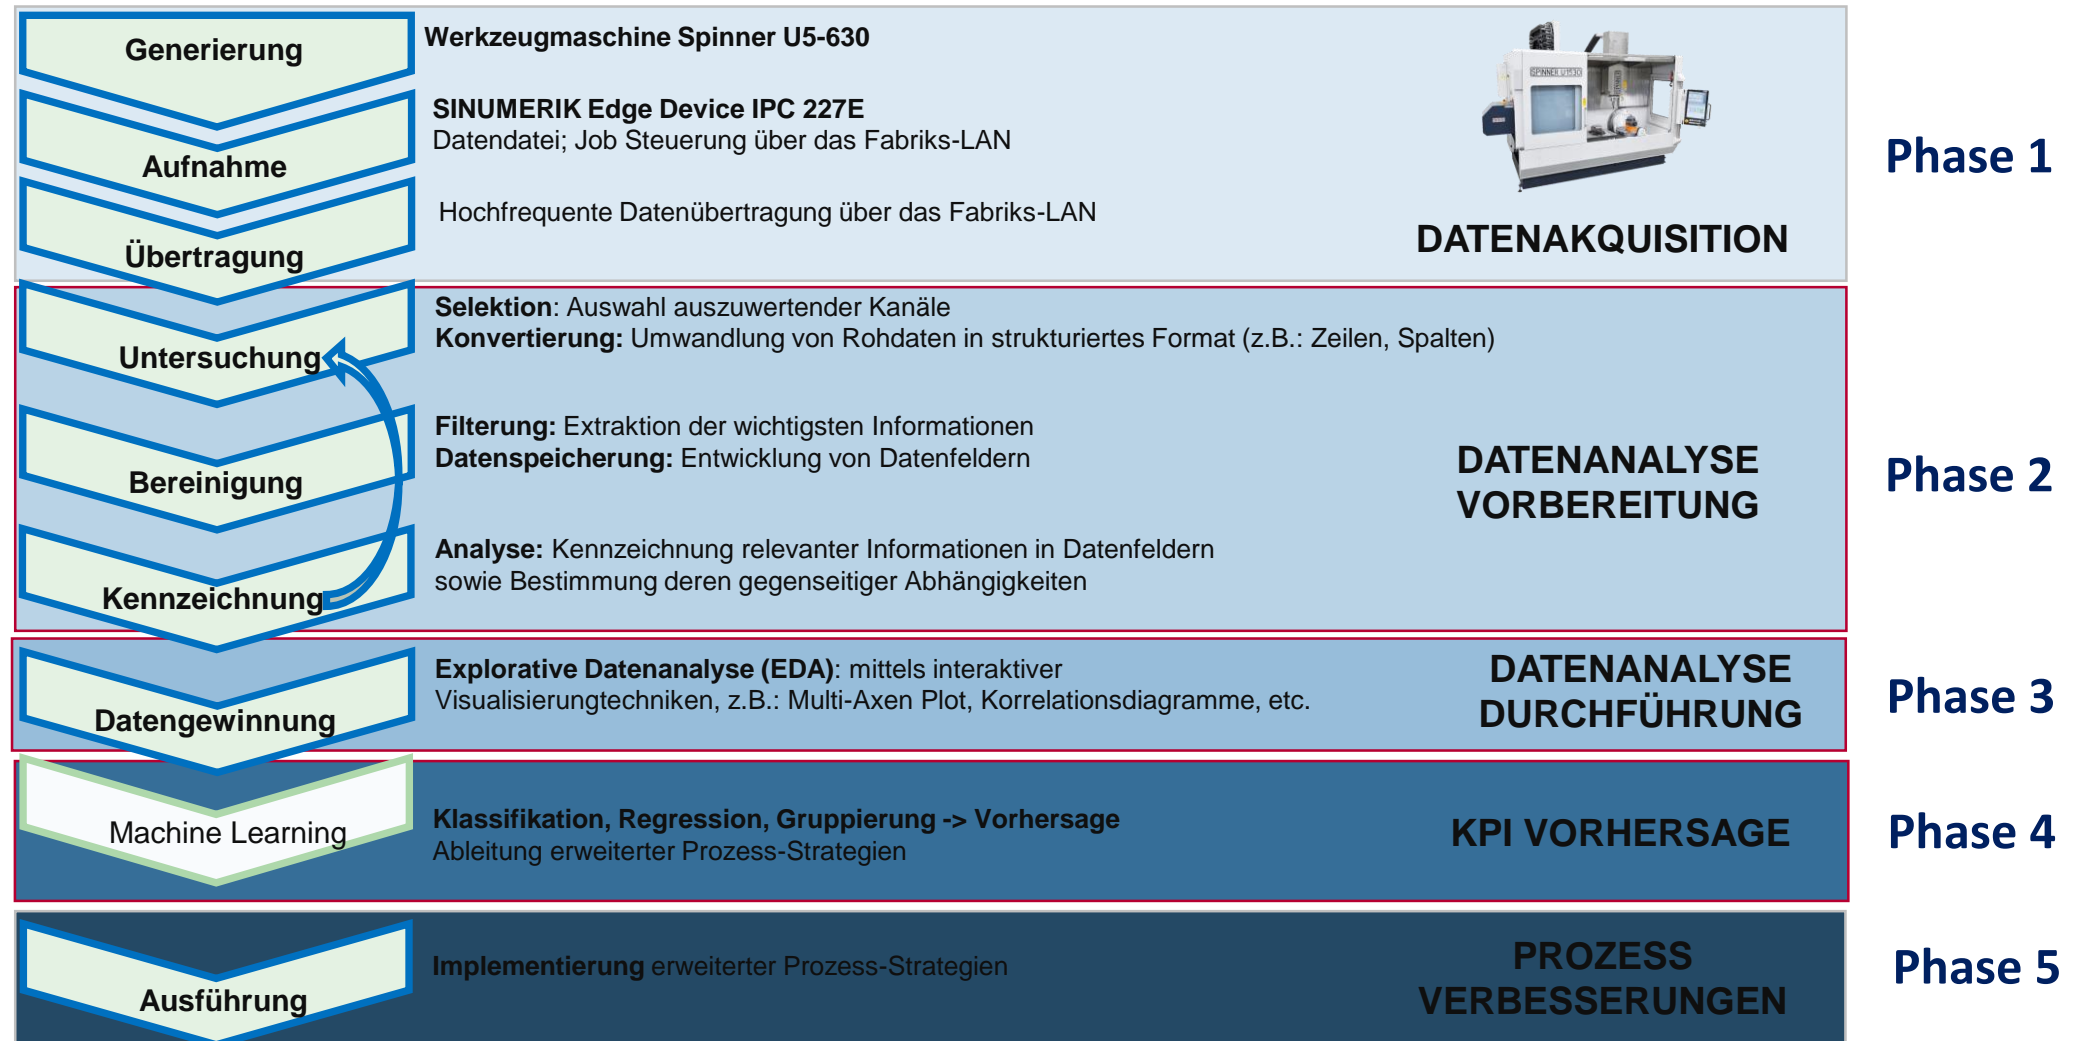 Generierung
Werkzeugmaschine Spinner U5-630
SINUMERIK Edge Device IPC 227E
Datendatei; Job Steuerung über das Fabriks-LAN
Aufnahme
Hochfrequente Datenübertragung über das Fabriks-LAN
Übertragung
DATENAKQUISITION
Phase 1
Selektion: Auswahl auszuwertender Kanäle
Konvertierung: Umwandlung von Rohdaten in strukturiertes Format (z.B.: Zeilen, Spalten)
Untersuchung
Filterung: Extraktion der wichtigsten Informationen
Datenspeicherung: Entwicklung von Datenfeldern
Bereinigung
DATENANALYSE
VORBEREITUNG
Phase 2
Analyse: Kennzeichnung relevanter Informationen in Datenfeldern
sowie Bestimmung deren gegenseitiger Abhängigkeiten
Kennzeichnung
Explorative Datenanalyse (EDA): mittels interaktiver
Visualisierungtechniken, z.B.: Multi-Axen Plot, Korrelationsdiagramme, etc.
Datengewinnung
DATENANALYSE
DURCHFÜHRUNG
Phase 3
Machine Learning
Klassifikation, Regression, Gruppierung -> Vorhersage
Ableitung erweiterter Prozess-Strategien
KPI VORHERSAGE
Phase 4
Ausführung
Implementierung erweiterter Prozess-Strategien
PROZESS
VERBESSERUNGEN
Phase 5